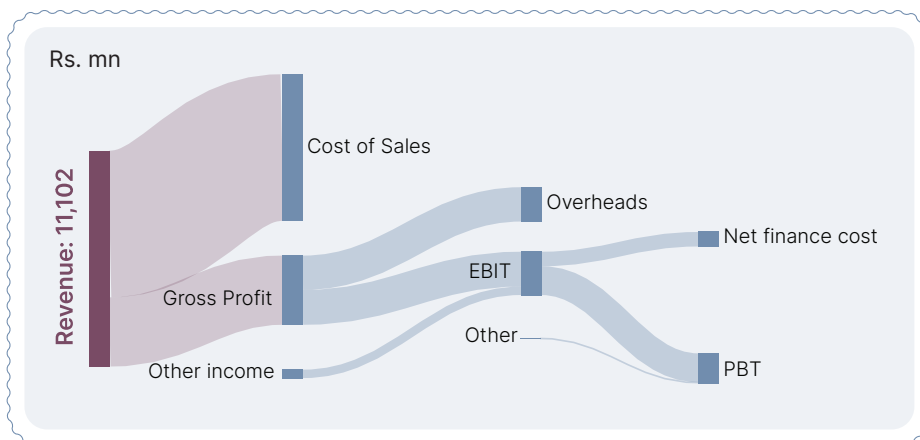 Rs. mn
Revenue: 11,102
Cost of Sales
Gross Profit
Other income
Overheads
EBIT
Other
Net finance cost
PBT